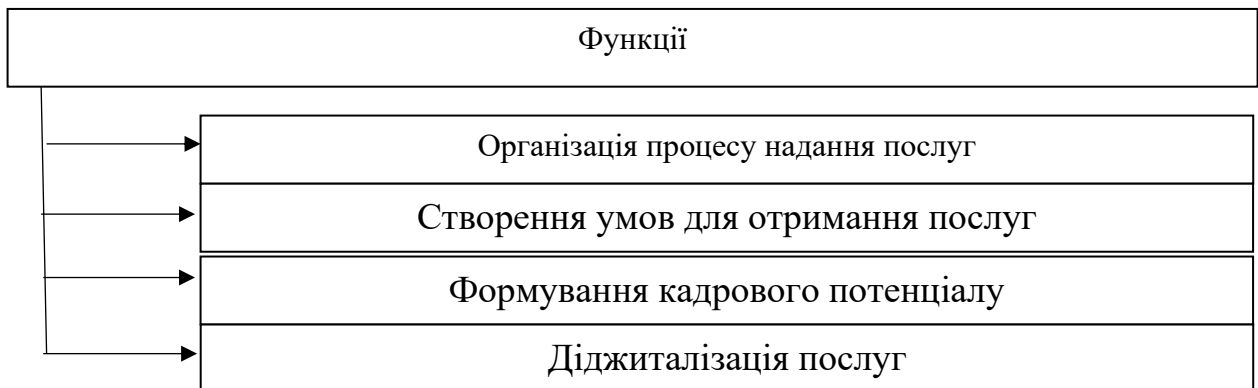 Функції
Організація процесу надання послуг
Створення умов для отримання послуг
Формування кадрового потенціалу
Діджиталізація послуг